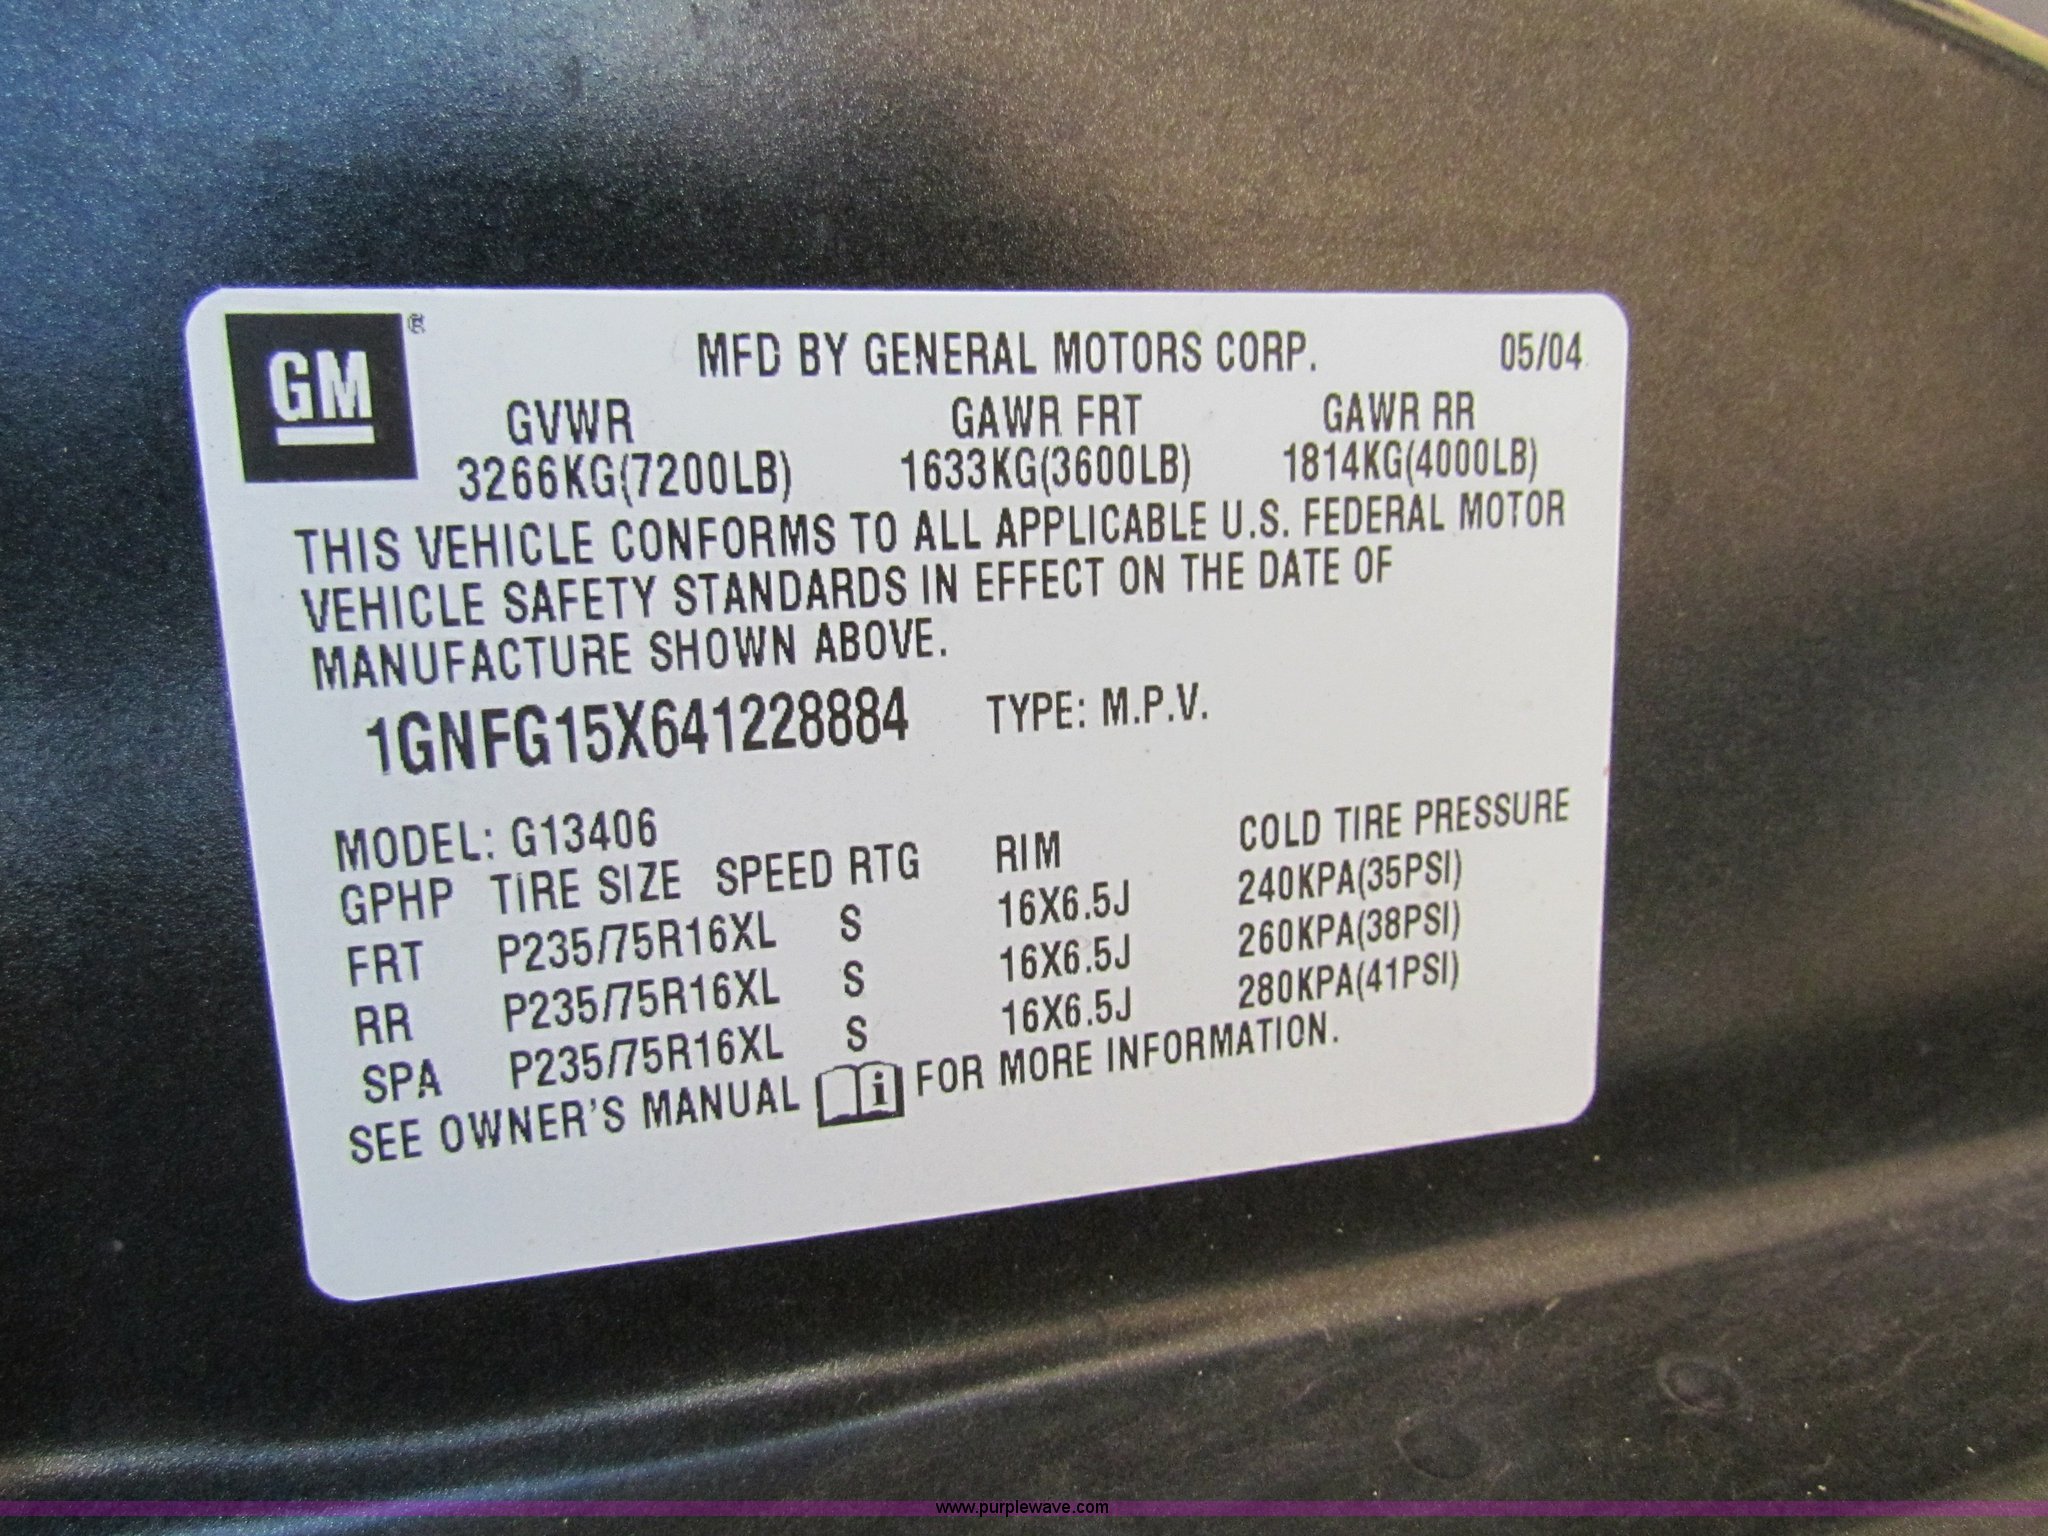 GM ®
MFD BY GENERAL MOTORS CORP. 05/04
GVWR GAWR FRT GAWR RR
3266KG(7200LB) 1633KG(3600LB) 1814KG(4000LB)
THIS VEHICLE CONFORMS TO ALL APPLICABLE U.S. FEDERAL MOTOR
VEHICLE SAFETY STANDARDS IN EFFECT ON THE DATE OF
MANUFACTURE SHOWN ABOVE.
1GNFG15X641228884 TYPE: M.P.V.
MODEL: G13406
GPHP TIRE SIZE SPEED RTG RIM COLD TIRE PRESSURE
FRT P235/75R16XL S 16X6.5J 240KPA(35PSI)
RR P235/75R16XL S 16X6.5J 260KPA(38PSI)
SPA P235/75R16XL S 16X6.5J 280KPA(41PSI)
SEE OWNER'S MANUAL i FOR MORE INFORMATION.
www.purplewave.com